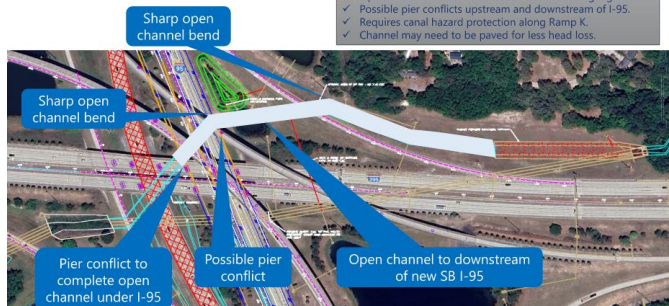 ✓ Possible pier conflicts upstream and downstream of I-95.
✓ Requires canal hazard protection along Ramp K.
✓ Channel may need to be paved for less head loss.
Sharp open
channel bend
Sharp open
channel bend
Pier conflict to
complete open
channel under I-95
Possible pier
conflict
Open channel to downstream
of new SB I-95